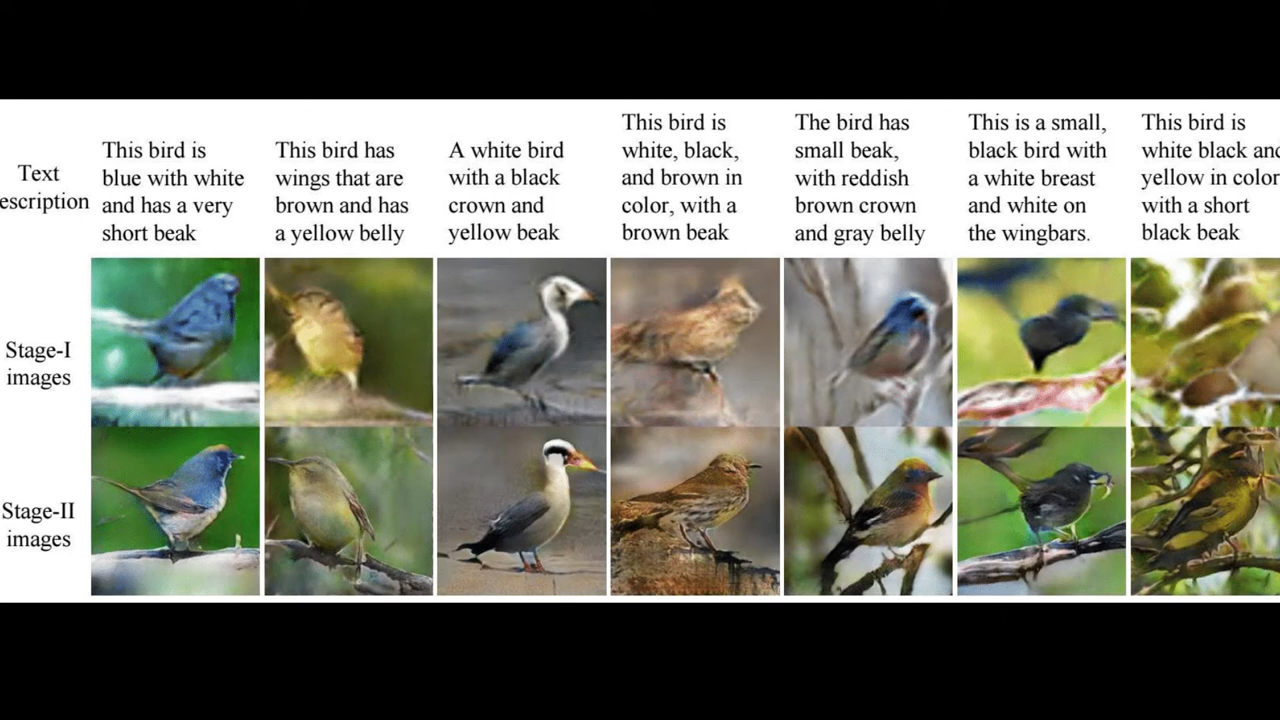 Text
escription
This bird is
blue with white
and has a very
short beak
This bird has
wings that are
brown and has
a yellow belly
A white bird
with a black
crown and
yellow beak
This bird is
white, black,
and brown in
color, with a
brown beak
The bird has
small beak,
with reddish
brown crown
and gray belly
This is a small,
black bird with
a white breast
and white on
the wingbars.
This bird is
white black and
yellow in color
with a short
black beak
Stage-I
images
Stage-II
images